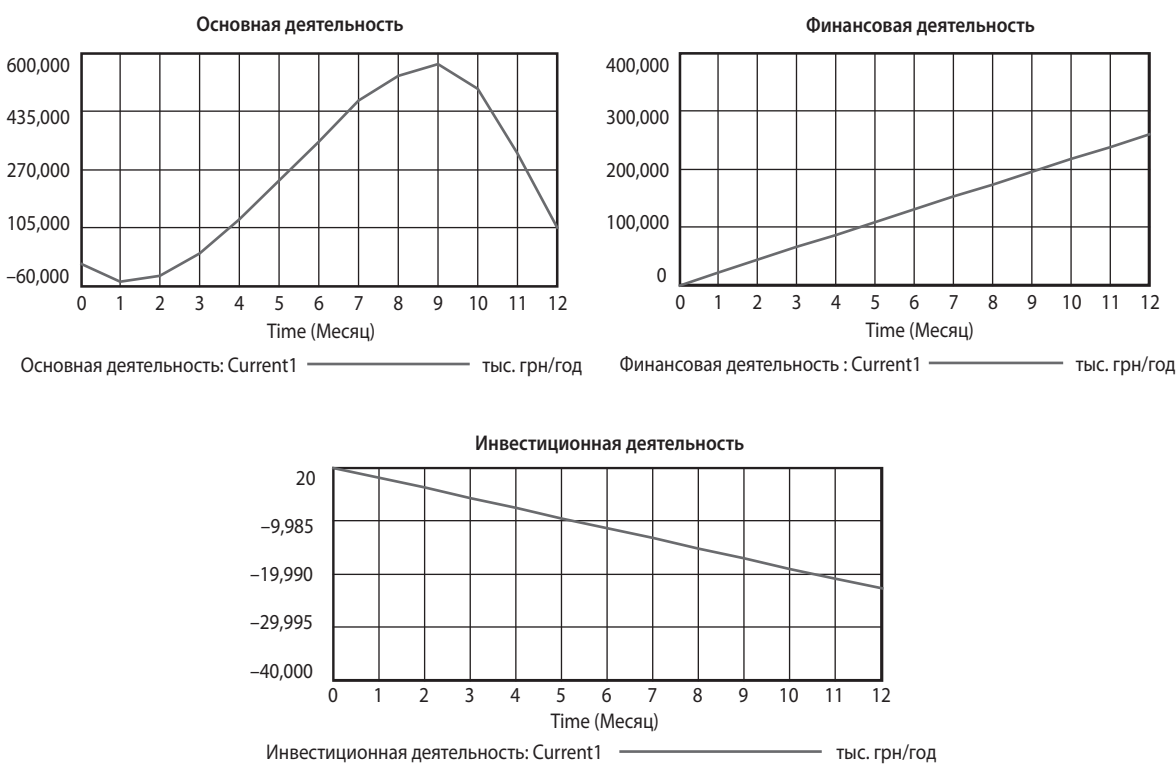 Основная деятельность
600,000
435,000
270,000
105,000
–60,000
0 1 2 3 4 5 6 7 8 9 10 11 12
Time (Месяц)
Основная деятельность: Current1 тыс. грн/год
Финансовая деятельность
400,000
300,000
200,000
100,000
0
0 1 2 3 4 5 6 7 8 9 10 11 12
Time (Месяц)
Финансовая деятельность : Current1 тыс. грн/год
Инвестиционная деятельность
20
–9,985
–19,990
–29,995
–40,000
0 1 2 3 4 5 6 7 8 9 10 11 12
Time (Месяц)
Инвестиционная деятельность: Current1 тыс. грн/год